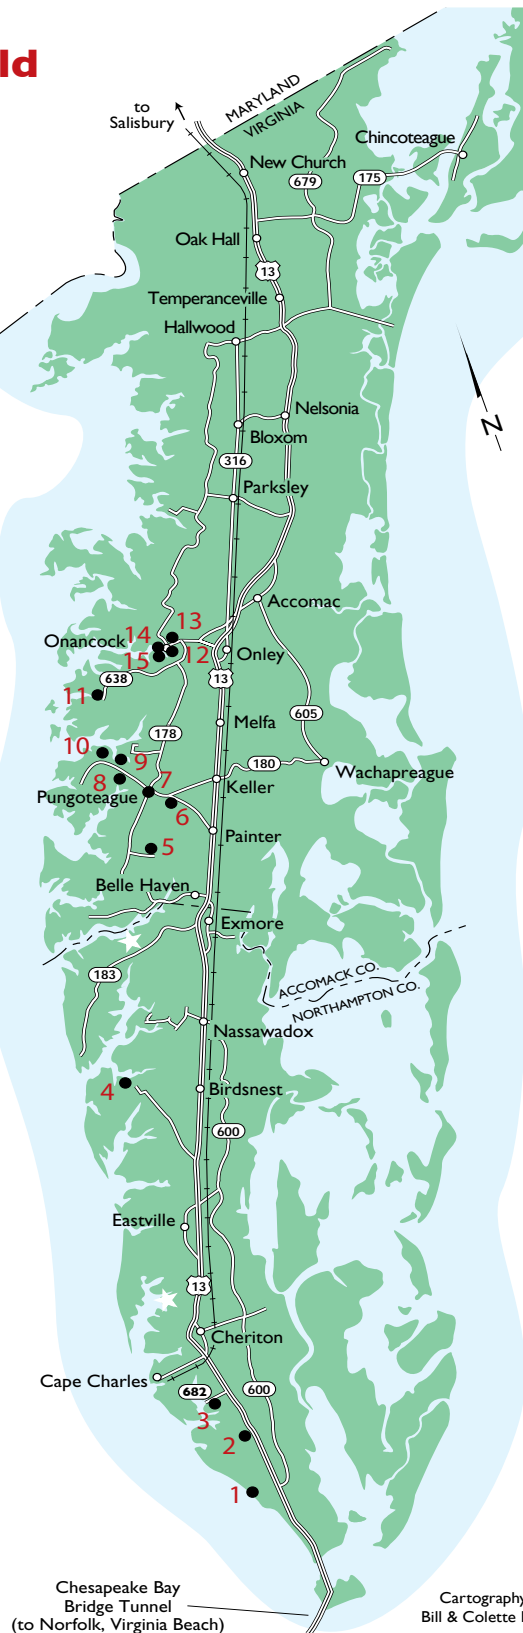 ld
to
Salisbury
MARYLAND
VIRGINIA
Chincoteague
New Church
679
175
Oak Hall
13
Temperanceville
Hallwood
Nelsonia
Bloxom
316
Parksley
Accomac
13
14
Onancock
12
15
Onley
638
13
11
605
Melfa
178
10
9
180
Wachapreague
8
7
Keller
Pungoteague
6
Painter
5
Belle Haven
Exmore
183
ACCOMACK CO.
NORTHAMPTON CO.
Nassawadox
4
Birdsnest
600
Eastville
13
Cheriton
Cape Charles
682
600
3
2
1
Chesapeake Bay
Bridge Tunnel
(to Norfolk, Virginia Beach)
Cartography
Bill & Colette
N